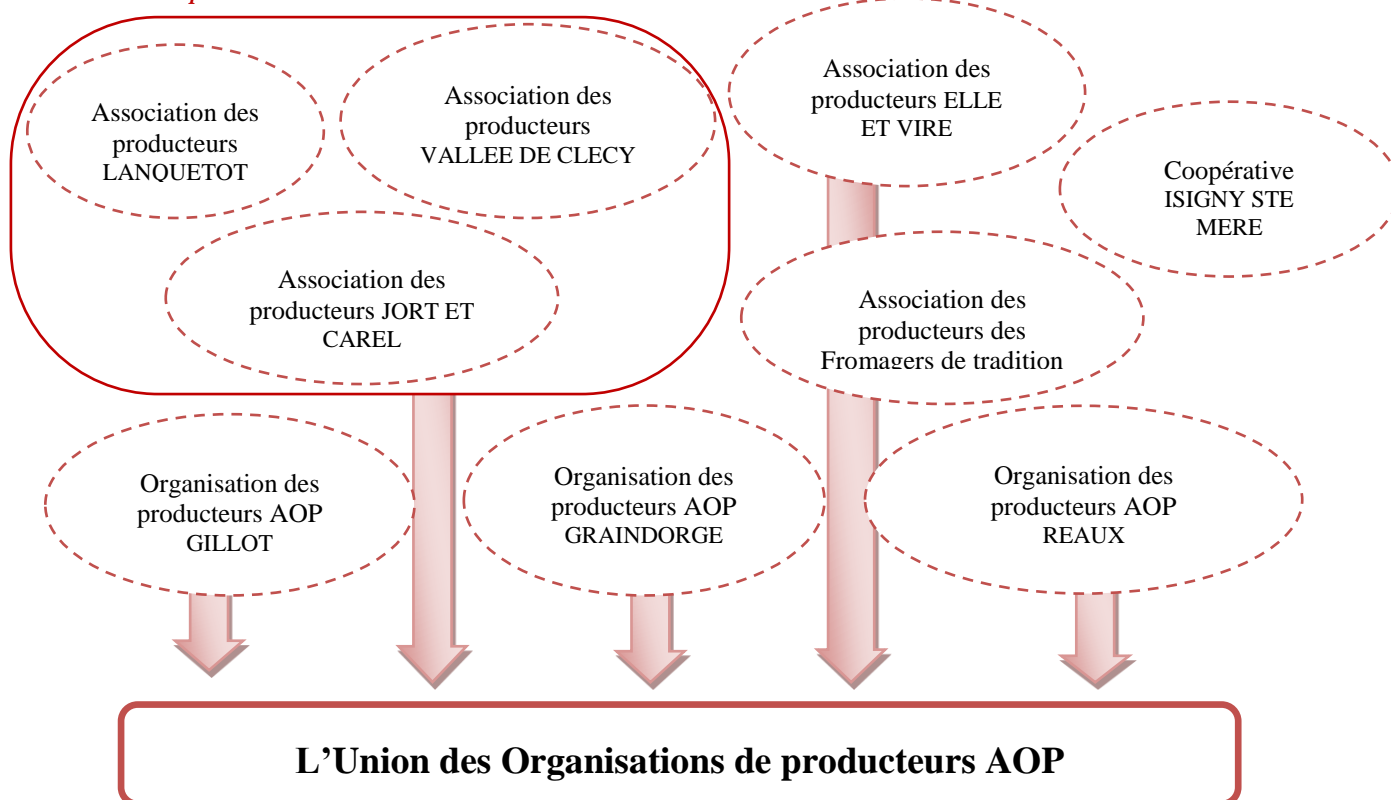 Association des
producteurs
LANQUETOT
Association des
producteurs
VALLEE DE CLECY
Association des
producteurs JORT ET
CAREL
Association des
producteurs ELLE
ET VIRE
Coopérative
ISIGNY STE
MERE
Association des
producteurs des
Fromagers de tradition
Organisation des
producteurs AOP
GILLOT
Organisation des
producteurs AOP
GRAINDORGE
Organisation des
producteurs AOP
REAUX
L’Union des Organisations de producteurs AOP